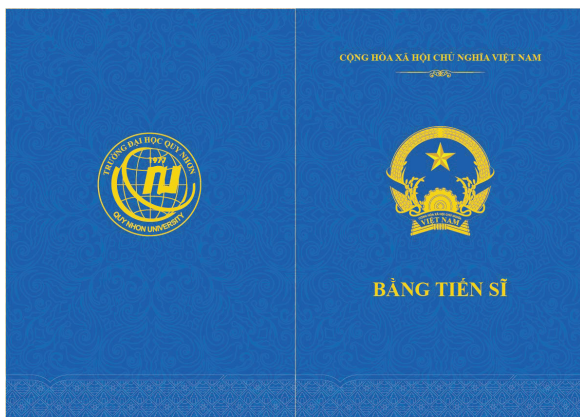 TRƯỜNG ĐẠI HỌC QUY NHƠN
1977
QUY NHON UNIVERSITY
CỘNG HÒA XÃ HỘI CHỦ NGHĨA VIỆT NAM
VIỆT NAM
BẰNG TIẾN SĨ